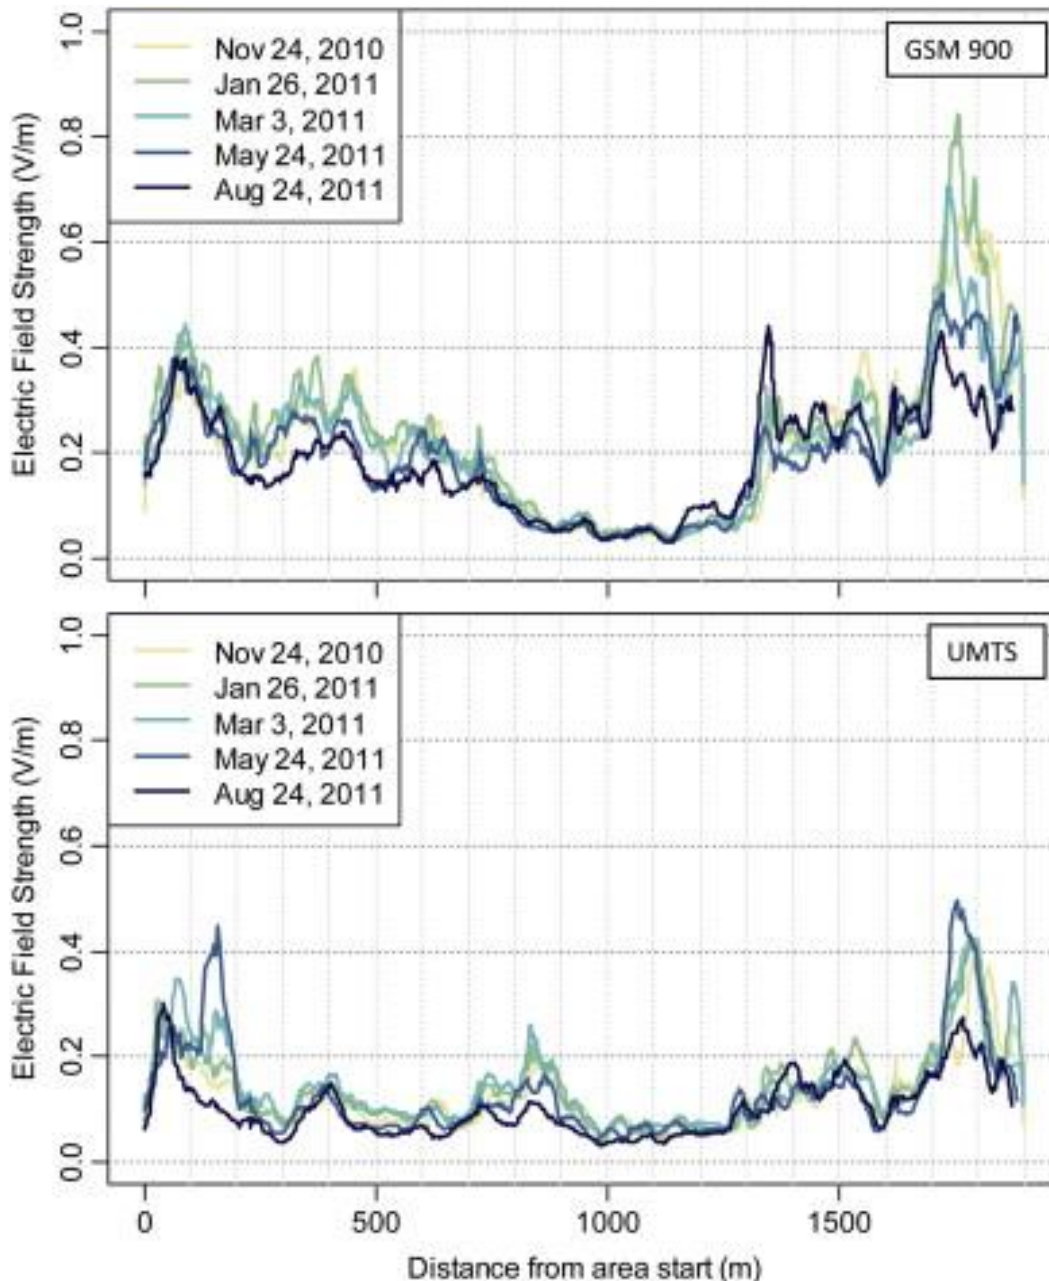 GSM 900
Nov 24, 2010
Jan 26, 2011
Mar 3, 2011
May 24, 2011
Aug 24, 2011
Electric Field Strength (V/m)
1.0
0.8
0.6
0.4
0.2
0.0
UMTS
Nov 24, 2010
Jan 26, 2011
Mar 3, 2011
May 24, 2011
Aug 24, 2011
Electric Field Strength (V/m)
1.0
0.8
0.6
0.4
0.2
0.0
0 500 1000 1500
Distance from area start (m)